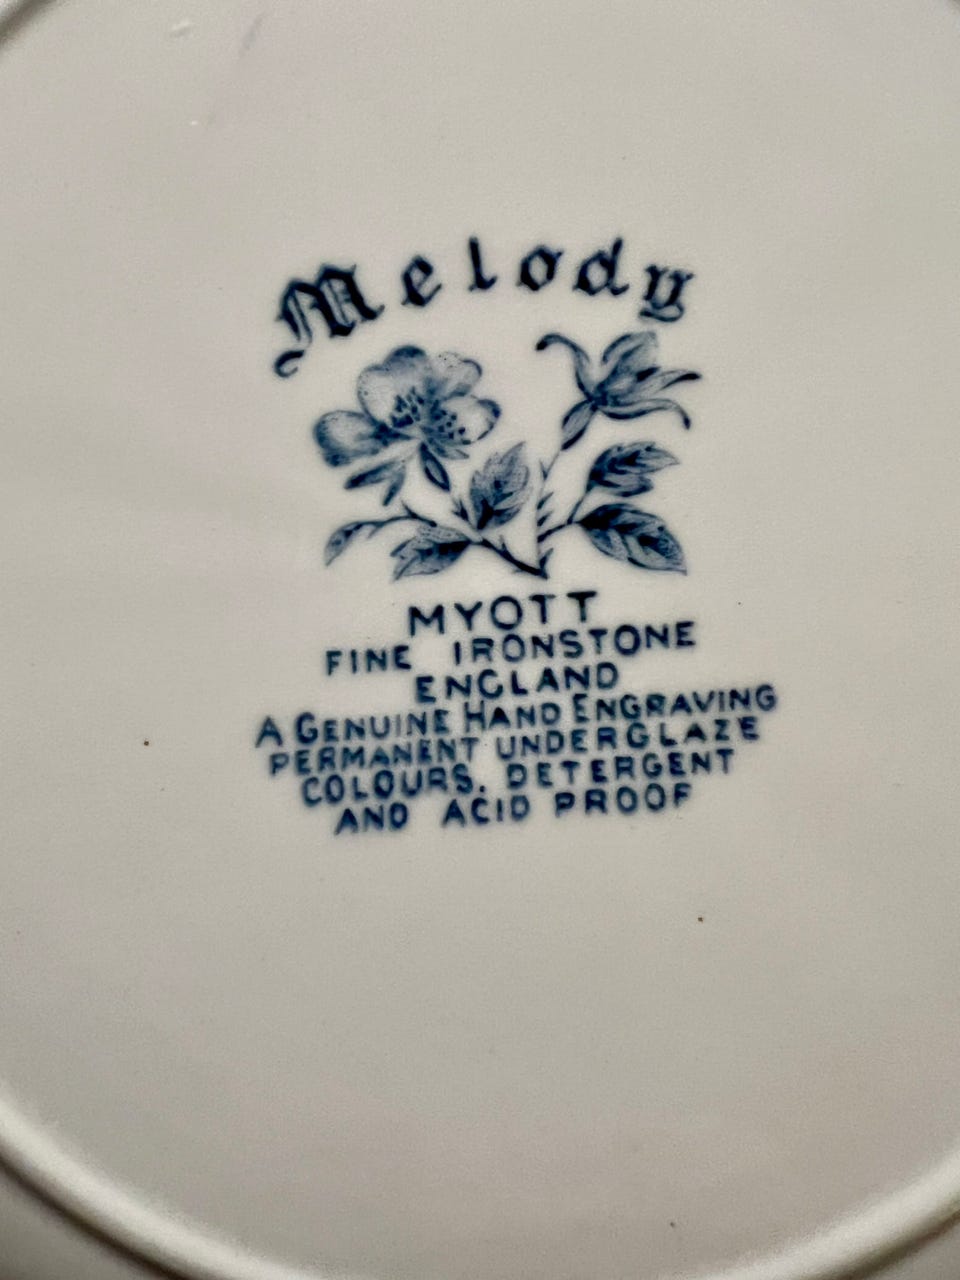 Melody
MYOTT
FINE IRONSTONE
ENGLAND
A GENUINE HAND ENGRAVING
PERMANENT UNDERGLAZE
COLOURS. DETERGENT
AND ACID PROOF